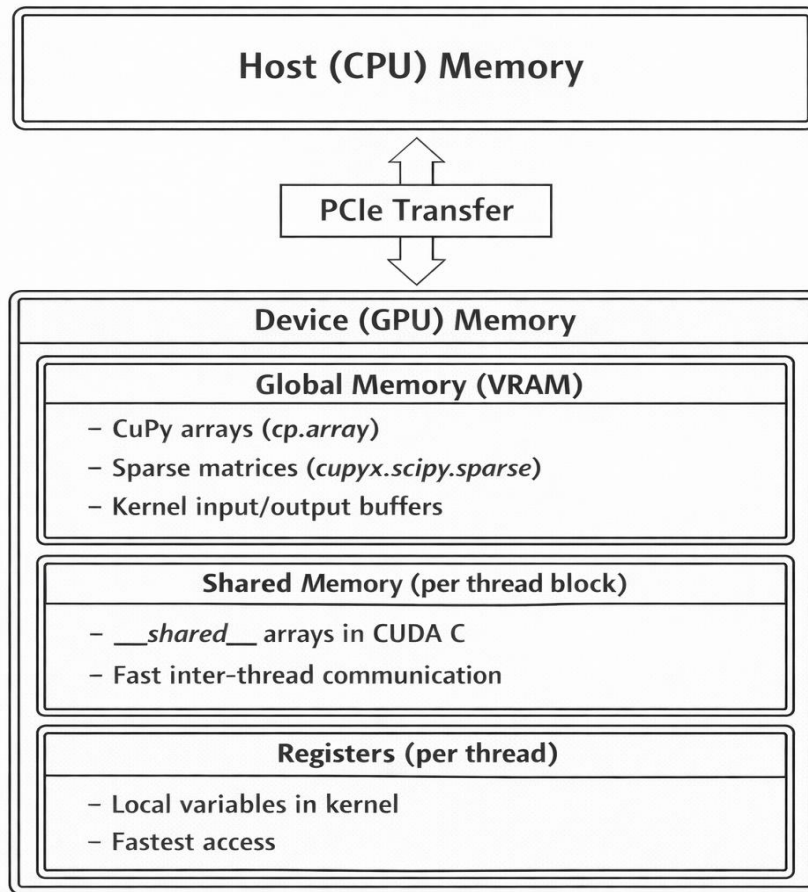 Host (CPU) Memory
PCIe Transfer
Device (GPU) Memory
Global Memory (VRAM)
– CuPy arrays (cp.array)
– Sparse matrices (cupyx.scipy.sparse)
– Kernel input/output buffers
Shared Memory (per thread block)
– __shared__ arrays in CUDA C
– Fast inter-thread communication
Registers (per thread)
– Local variables in kernel
– Fastest access